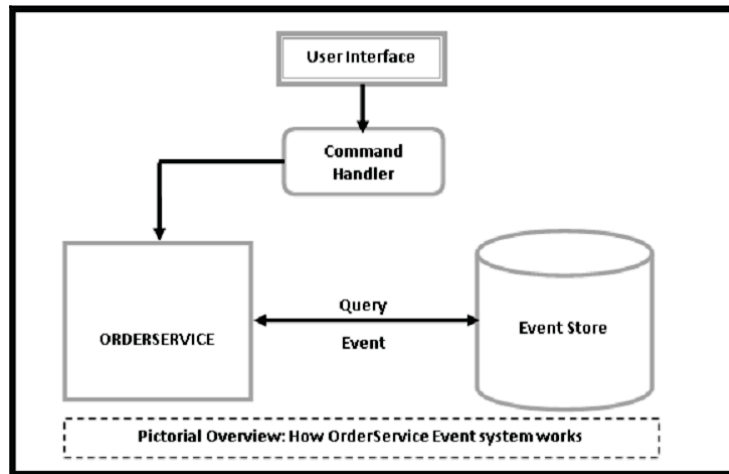 User Interface
Command
Handler
Query
ORDERSERVICE
Event
Event Store
Pictorial Overview: How OrderService Event system works